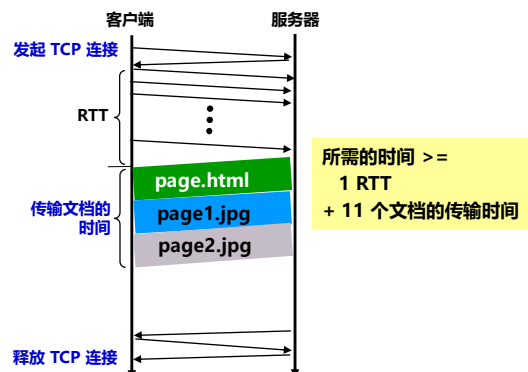 客户端
服务器
发起 TCP 连接
RTT
所需的时间 >=
1 RTT
+ 11 个文档的传输时间
page.html
传输文档的
时间
page1.jpg
page2.jpg
释放 TCP 连接